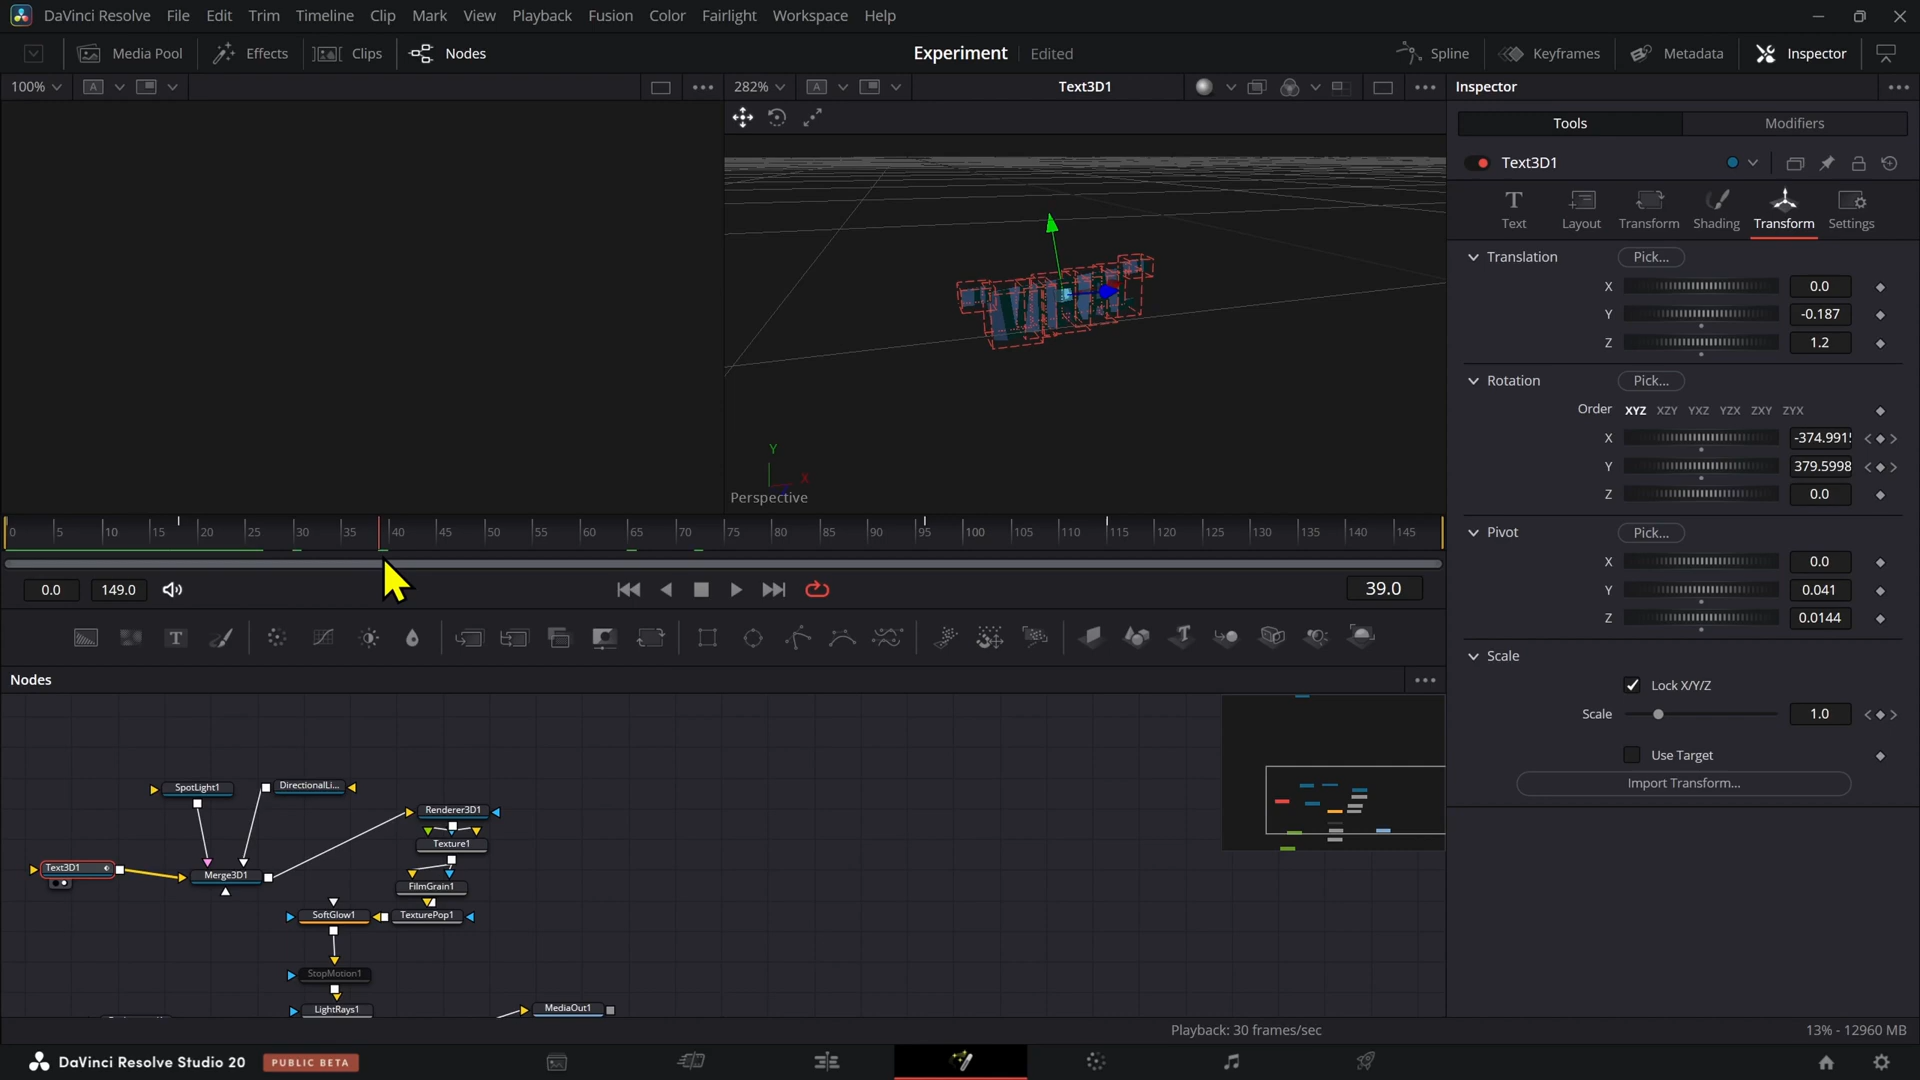 DaVinci Resolve File Edit Trim Timeline Clip Mark View Playback Fusion Color Fairlight Workspace Help
Media Pool Effects Clips Nodes Experiment Edited Spline Keyframes Metadata Inspector
100% A 282% A Text3D1 Inspector
Tools Modifiers
Text3D1
Text Layout Transform Shading Transform Settings
Translation Pick...
X 0.0
Y -0.187
Z 1.2
Rotation Pick...
Order XYZ XZY YXZ YZX ZXY ZYX
X -374.991
Y 379.5998
Z 0.0
Pivot Pick...
X 0.0
Y 0.041
Z 0.0144
Scale
Lock X/Y/Z
Scale 1.0
Use Target
Import Transform...
Y
X
Perspective
0 5 10 15 20 25 30 35 40 45 50 55 60 65 70 75 80 85 90 95 100 105 110 115 120 125 130 135 140 145
0.0 149.0 39.0
Nodes
SpotLight1 DirectionalLi...
Renderer3D1
Texture1
Text3D1 Merge3D1
FilmGrain1
SoftGlow1 TexturePop1
StopMotion1
LightRays1 MediaOut1
Playback: 30 frames/sec 13% - 12960 MB
DaVinci Resolve Studio 20 PUBLIC BETA